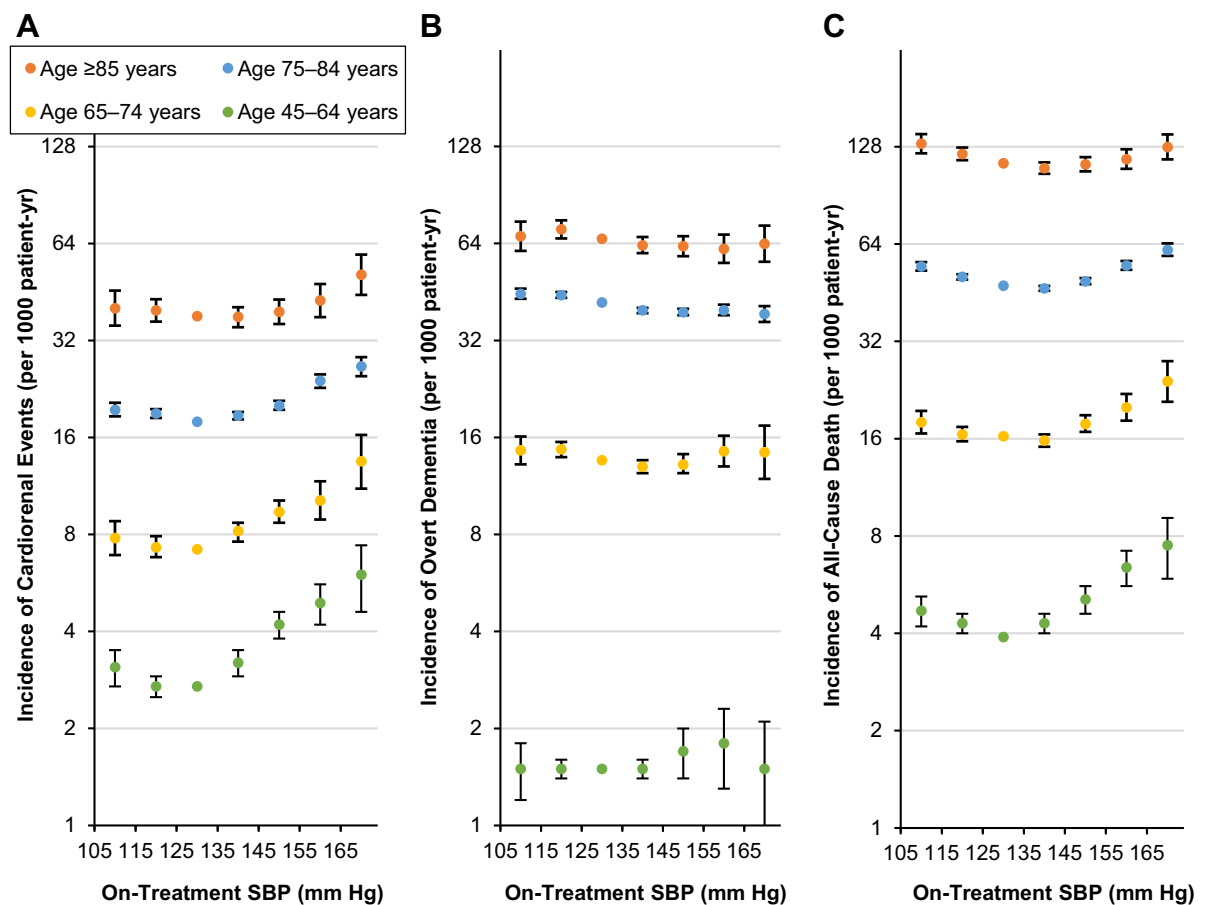 A
B
C
Age ≥85 years
Age 75–84 years
Age 65–74 years
Age 45–64 years
Incidence of Cardiorenal Events (per 1000 patient-yr)
128
64
32
16
8
4
2
1
105 115 125 135 145 155 165
On-Treatment SBP (mm Hg)
Incidence of Overt Dementia (per 1000 patient-yr)
128
64
32
16
8
4
2
1
105 115 125 135 145 155 165
On-Treatment SBP (mm Hg)
Incidence of All-Cause Death (per 1000 patient-yr)
128
64
32
16
8
4
2
1
105 115 125 135 145 155 165
On-Treatment SBP (mm Hg)